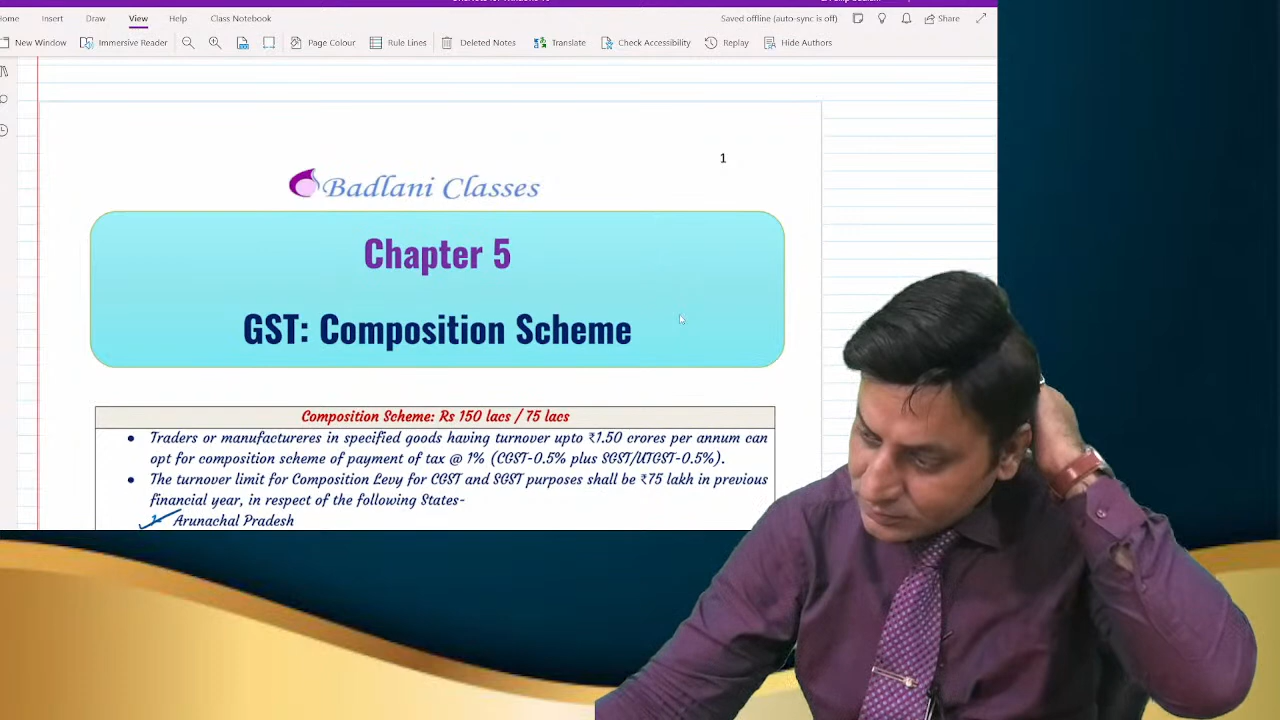 Home Insert Draw View Help Class Notebook Saved offline (auto-sync is off) Share
New Window Immersive Reader Page Colour Rule Lines Deleted Notes Translate Check Accessibility Replay Hide Authors
1
Badlani Classes
Chapter 5
GST: Composition Scheme
Composition Scheme: Rs 150 lacs / 75 lacs
• Traders or manufactureres in specified goods having turnover upto ₹1.50 crores per annum can
opt for composition scheme of payment of tax @ 1% (CGST-0.5% plus SGST/UTGST-0.5%).
• The turnover limit for Composition Levy for CGST and SGST purposes shall be ₹75 lakh in previous
financial year, in respect of the following States-
Arunachal Pradesh